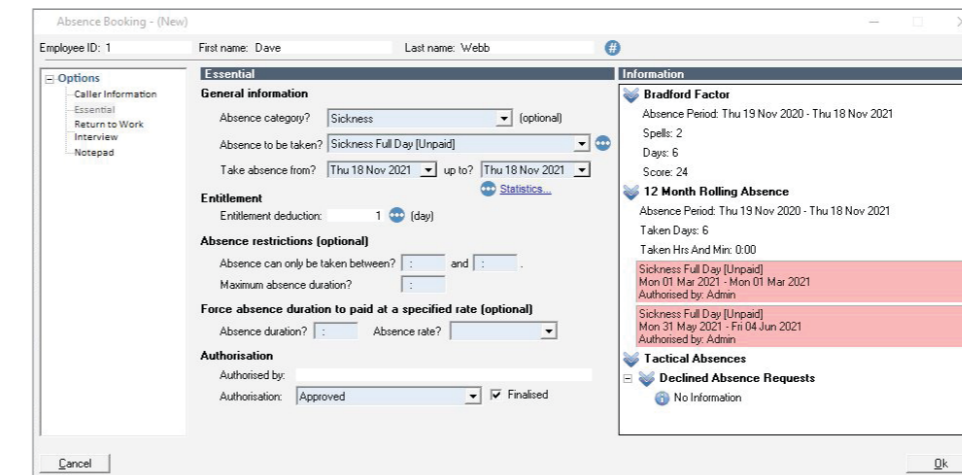 Absence Booking - (New)
Employee ID: 1 First name: Dave Last name: Webb #
Options
Caller Information
Essential
Return to Work
Interview
Notepad
Essential
General information
Absence category? Sickness (optional)
Absence to be taken? Sickness Full Day [Unpaid]
Take absence from? Thu 18 Nov 2021 up to? Thu 18 Nov 2021
Statistics...
Entitlement
Entitlement deduction: 1 (day)
Absence restrictions (optional)
Absence can only be taken between? : and : .
Maximum absence duration? :
Force absence duration to paid at a specified rate (optional)
Absence duration? : Absence rate?
Authorisation
Authorised by:
Authorisation: Approved Finalised
Information
Bradford Factor
Absence Period: Thu 19 Nov 2020 - Thu 18 Nov 2021
Spells: 2
Days: 6
Score: 24
12 Month Rolling Absence
Absence Period: Thu 19 Nov 2020 - Thu 18 Nov 2021
Taken Days: 6
Taken Hrs And Min: 0:00
Sickness Full Day [Unpaid]
Mon 01 Mar 2021 - Mon 01 Mar 2021
Authorised by: Admin
Sickness Full Day [Unpaid]
Mon 31 May 2021 - Fri 04 Jun 2021
Authorised by: Admin
Tactical Absences
Declined Absence Requests
No Information
Cancel Ok